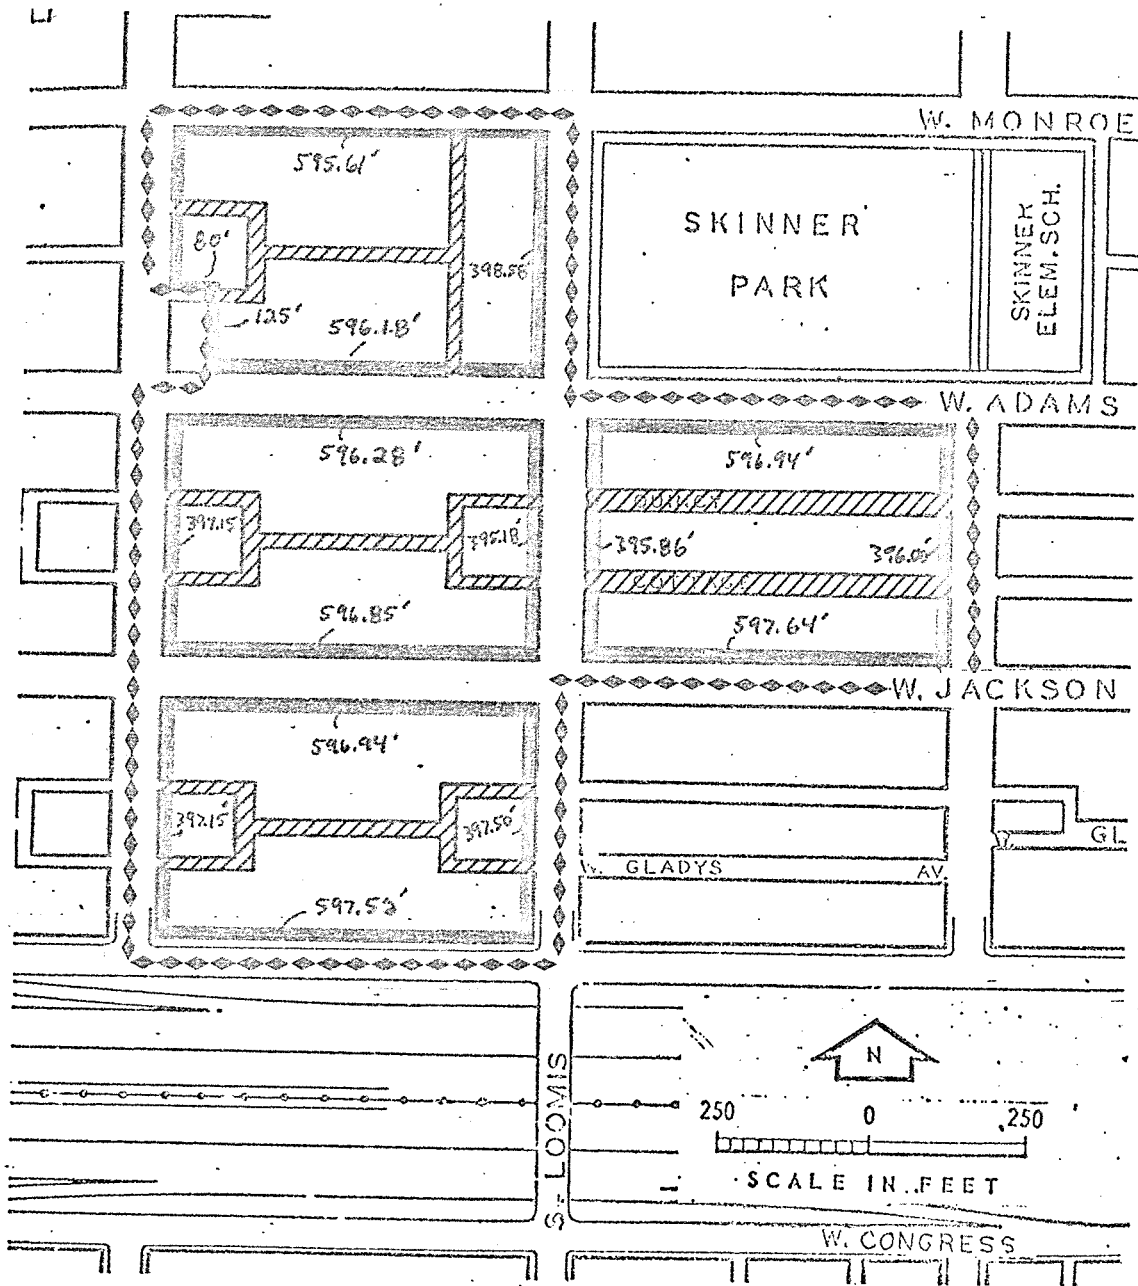 W. MONROE
595.61'
SKINNER
PARK
SKINNER
ELEM. SCH.
80'
398.58'
125'
596.18'
W. ADAMS
596.28'
596.94'
397.15'
395.18'
395.86'
396.00'
596.85'
597.64'
W. JACKSON
596.94'
397.15'
397.50'
GL
W. GLADYS AV.
597.53'
N
250 0 250
SCALE IN FEET
S. LOOMIS
W. CONGRESS